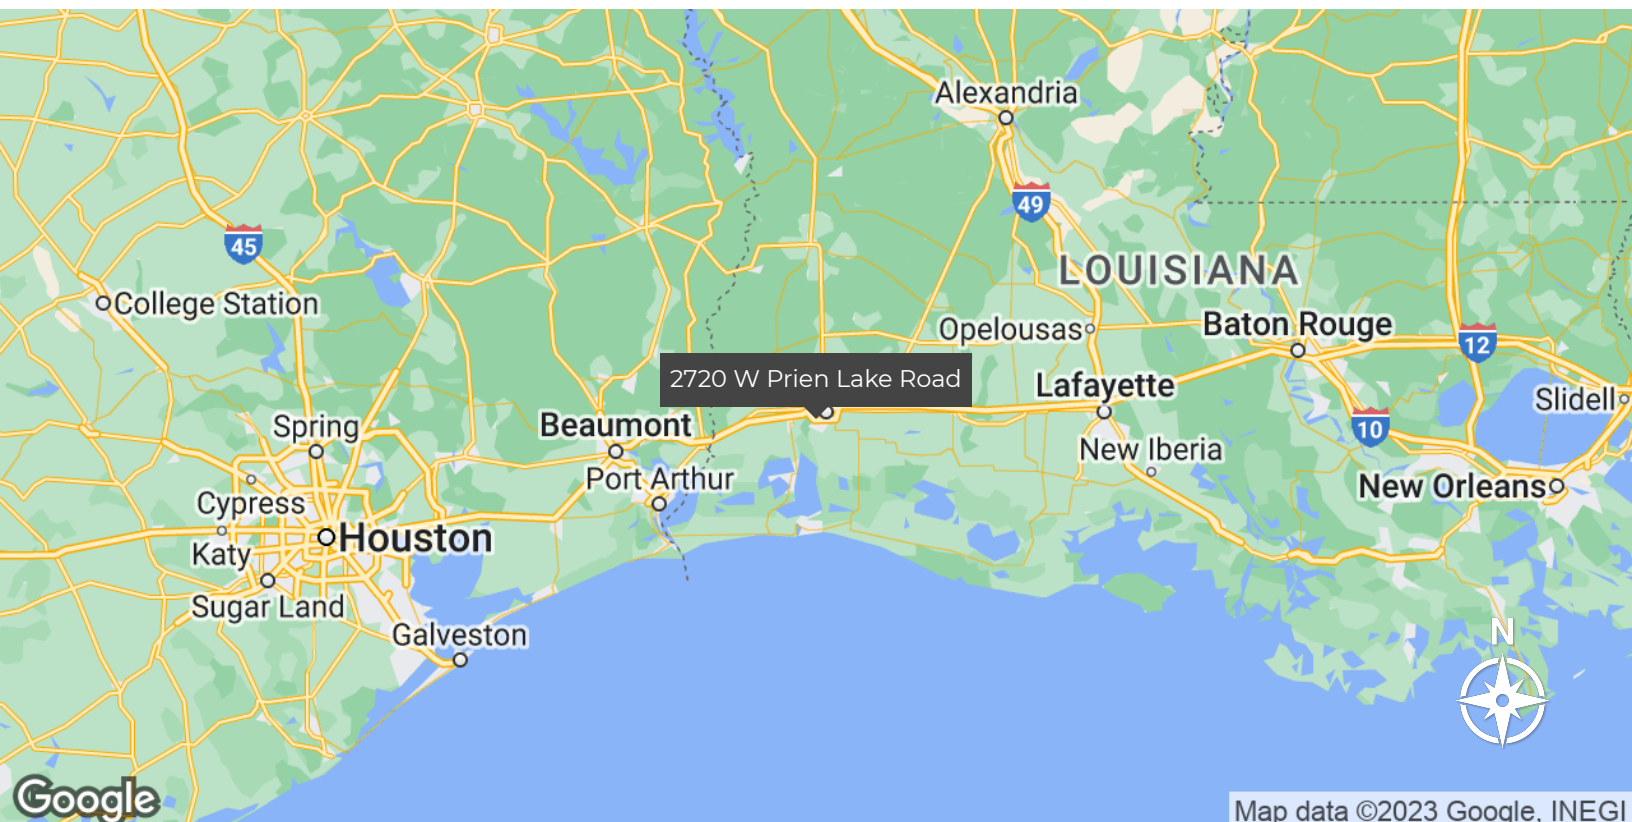 Alexandria
49
45
LOUISIANA
College Station
Opelousas
Baton Rouge
12
2720 W Prien Lake Road
Lafayette
Slidell
Spring
Beaumont
10
New Iberia
Port Arthur
New Orleans
Cypress
Houston
Katy
Sugar Land
Galveston
N
Google
Map data ©2023 Google, INEGI